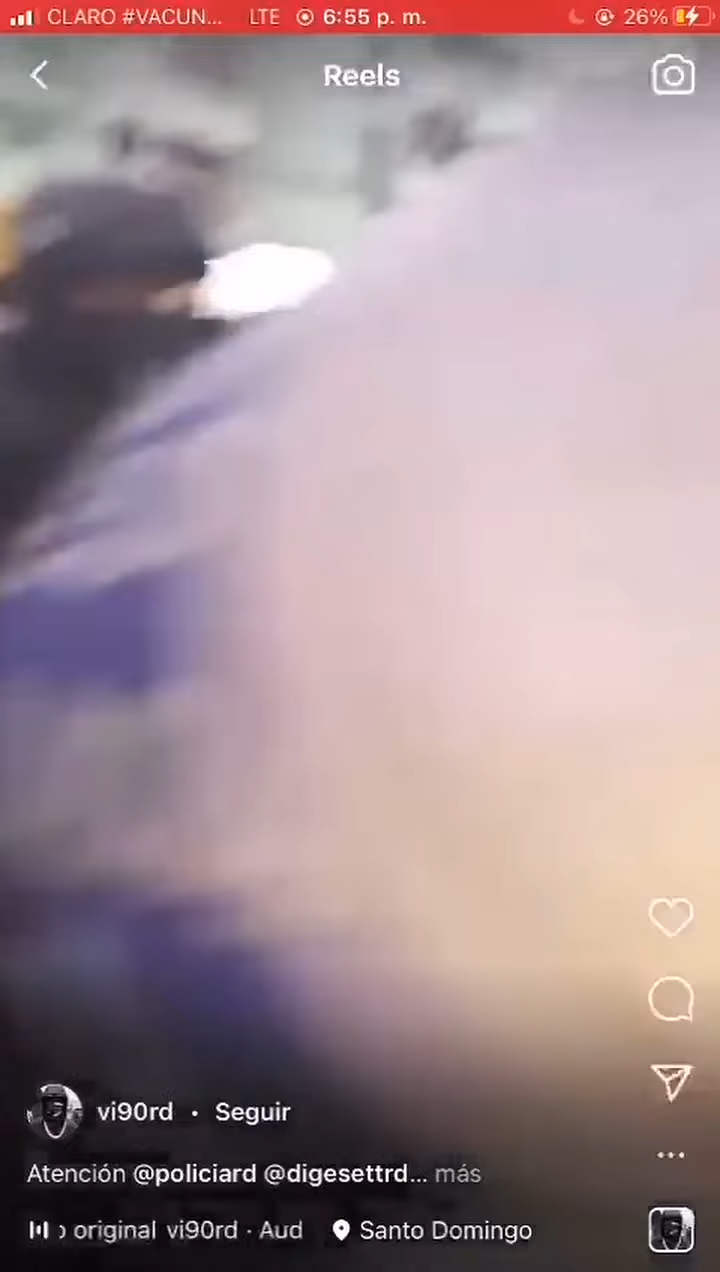 CLARO #VACUN... LTE 6:55 p. m. 26%
Reels
vi90rd · Seguir
Atención @policiard @digesettrd... más
original vi90rd · Aud Santo Domingo